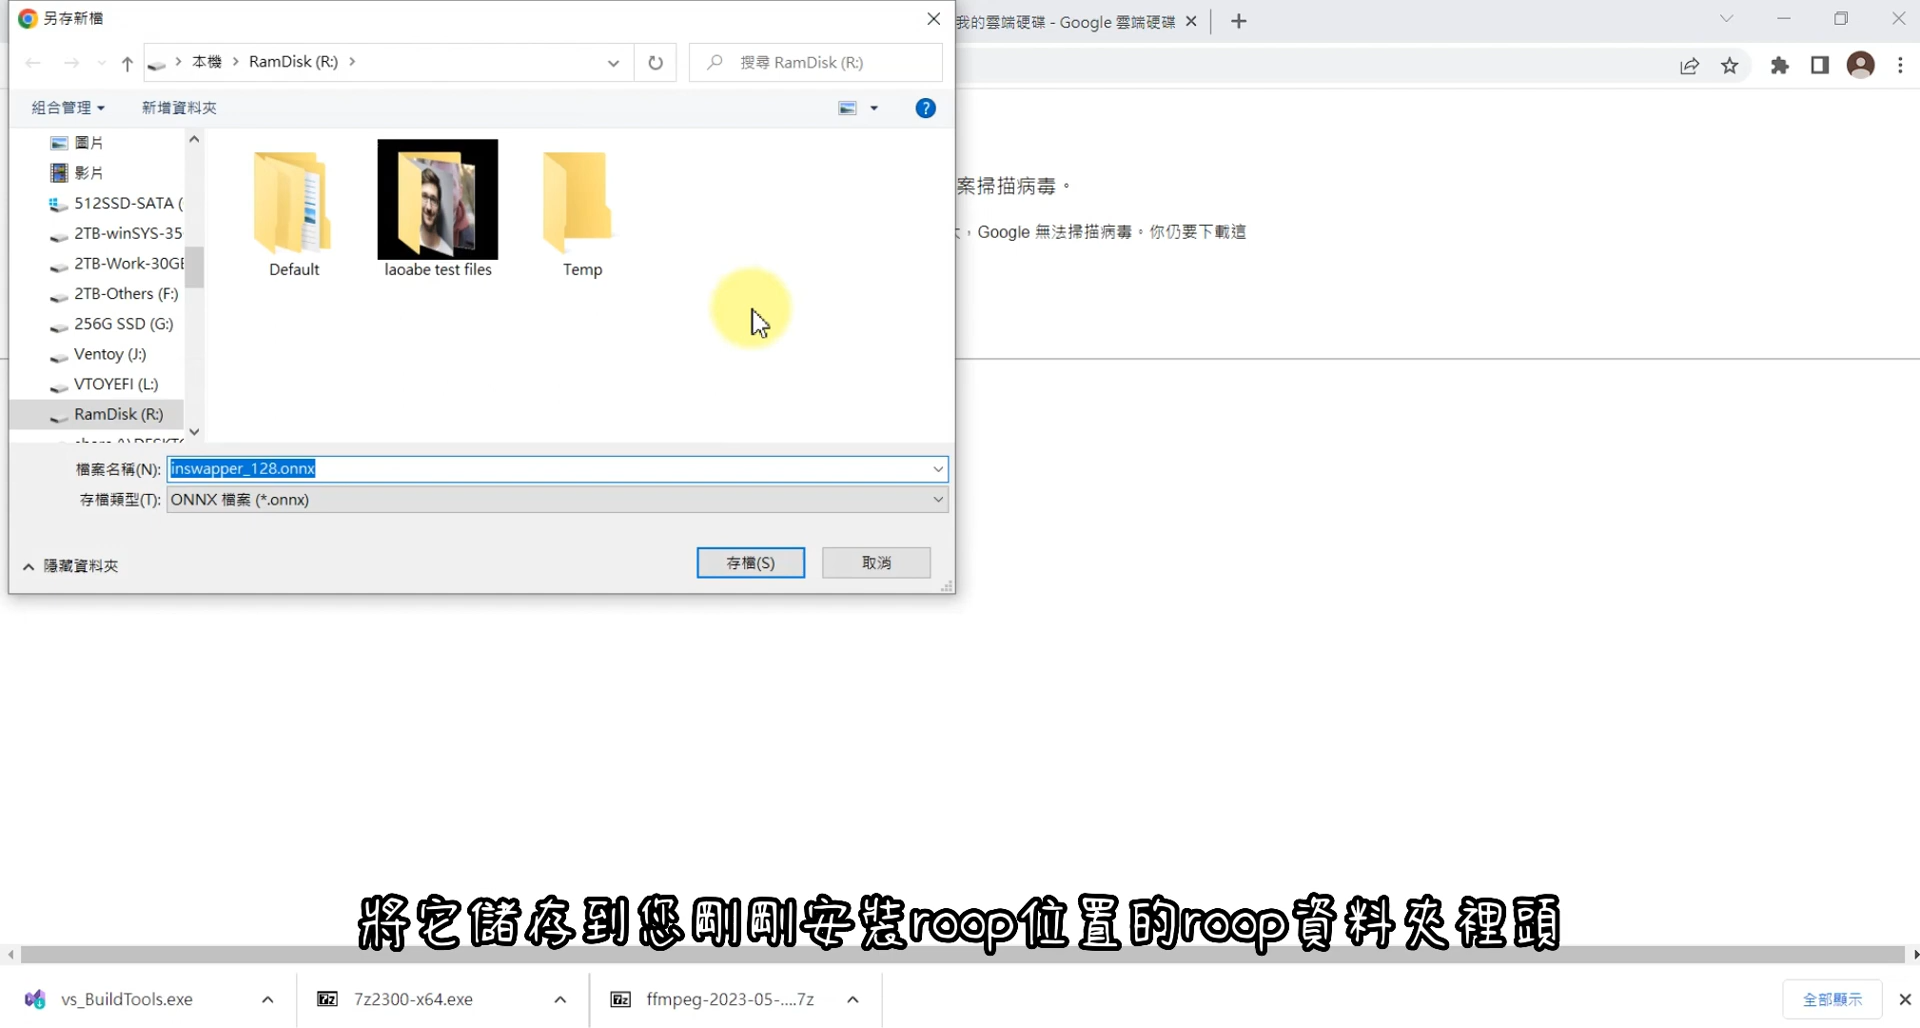 另存新檔
我的雲端硬碟 - Google 雲端硬碟
本機
RamDisk (R:)
搜尋 RamDisk (R:)
組合管理
新增資料夾
圖片
影片
512SSD-SATA (
2TB-winSYS-35
2TB-Work-30GE
2TB-Others (F:)
256G SSD (G:)
Ventoy (J:)
VTOYEFI (L:)
RamDisk (R:)
Default
laoabe test files
Temp
案掃描病毒。
,Google 無法掃描病毒。你仍要下載這
檔案名稱(N):
inswapper_128.onnx
存檔類型(T):
ONNX 檔案 (*.onnx)
隱藏資料夾
存檔(S)
取消
將它儲存到您剛剛安裝roop位置的roop資料夾裡頭
vs_BuildTools.exe
7z2300-x64.exe
ffmpeg-2023-05-....7z
全部顯示